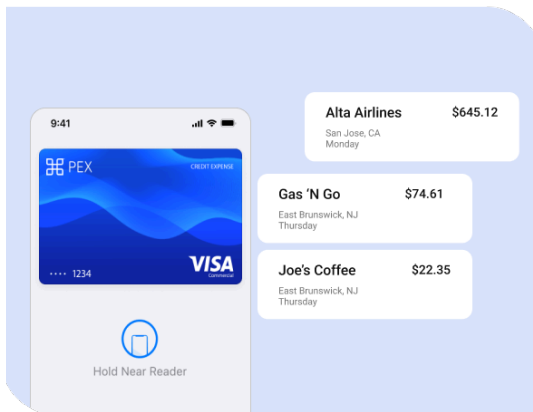 9:41
PEX
CREDIT EXPENSE
•••• 1234
VISA
Commercial
Hold Near Reader
Alta Airlines $645.12
San Jose, CA
Monday
Gas ‘N Go $74.61
East Brunswick, NJ
Thursday
Joe's Coffee $22.35
East Brunswick, NJ
Thursday